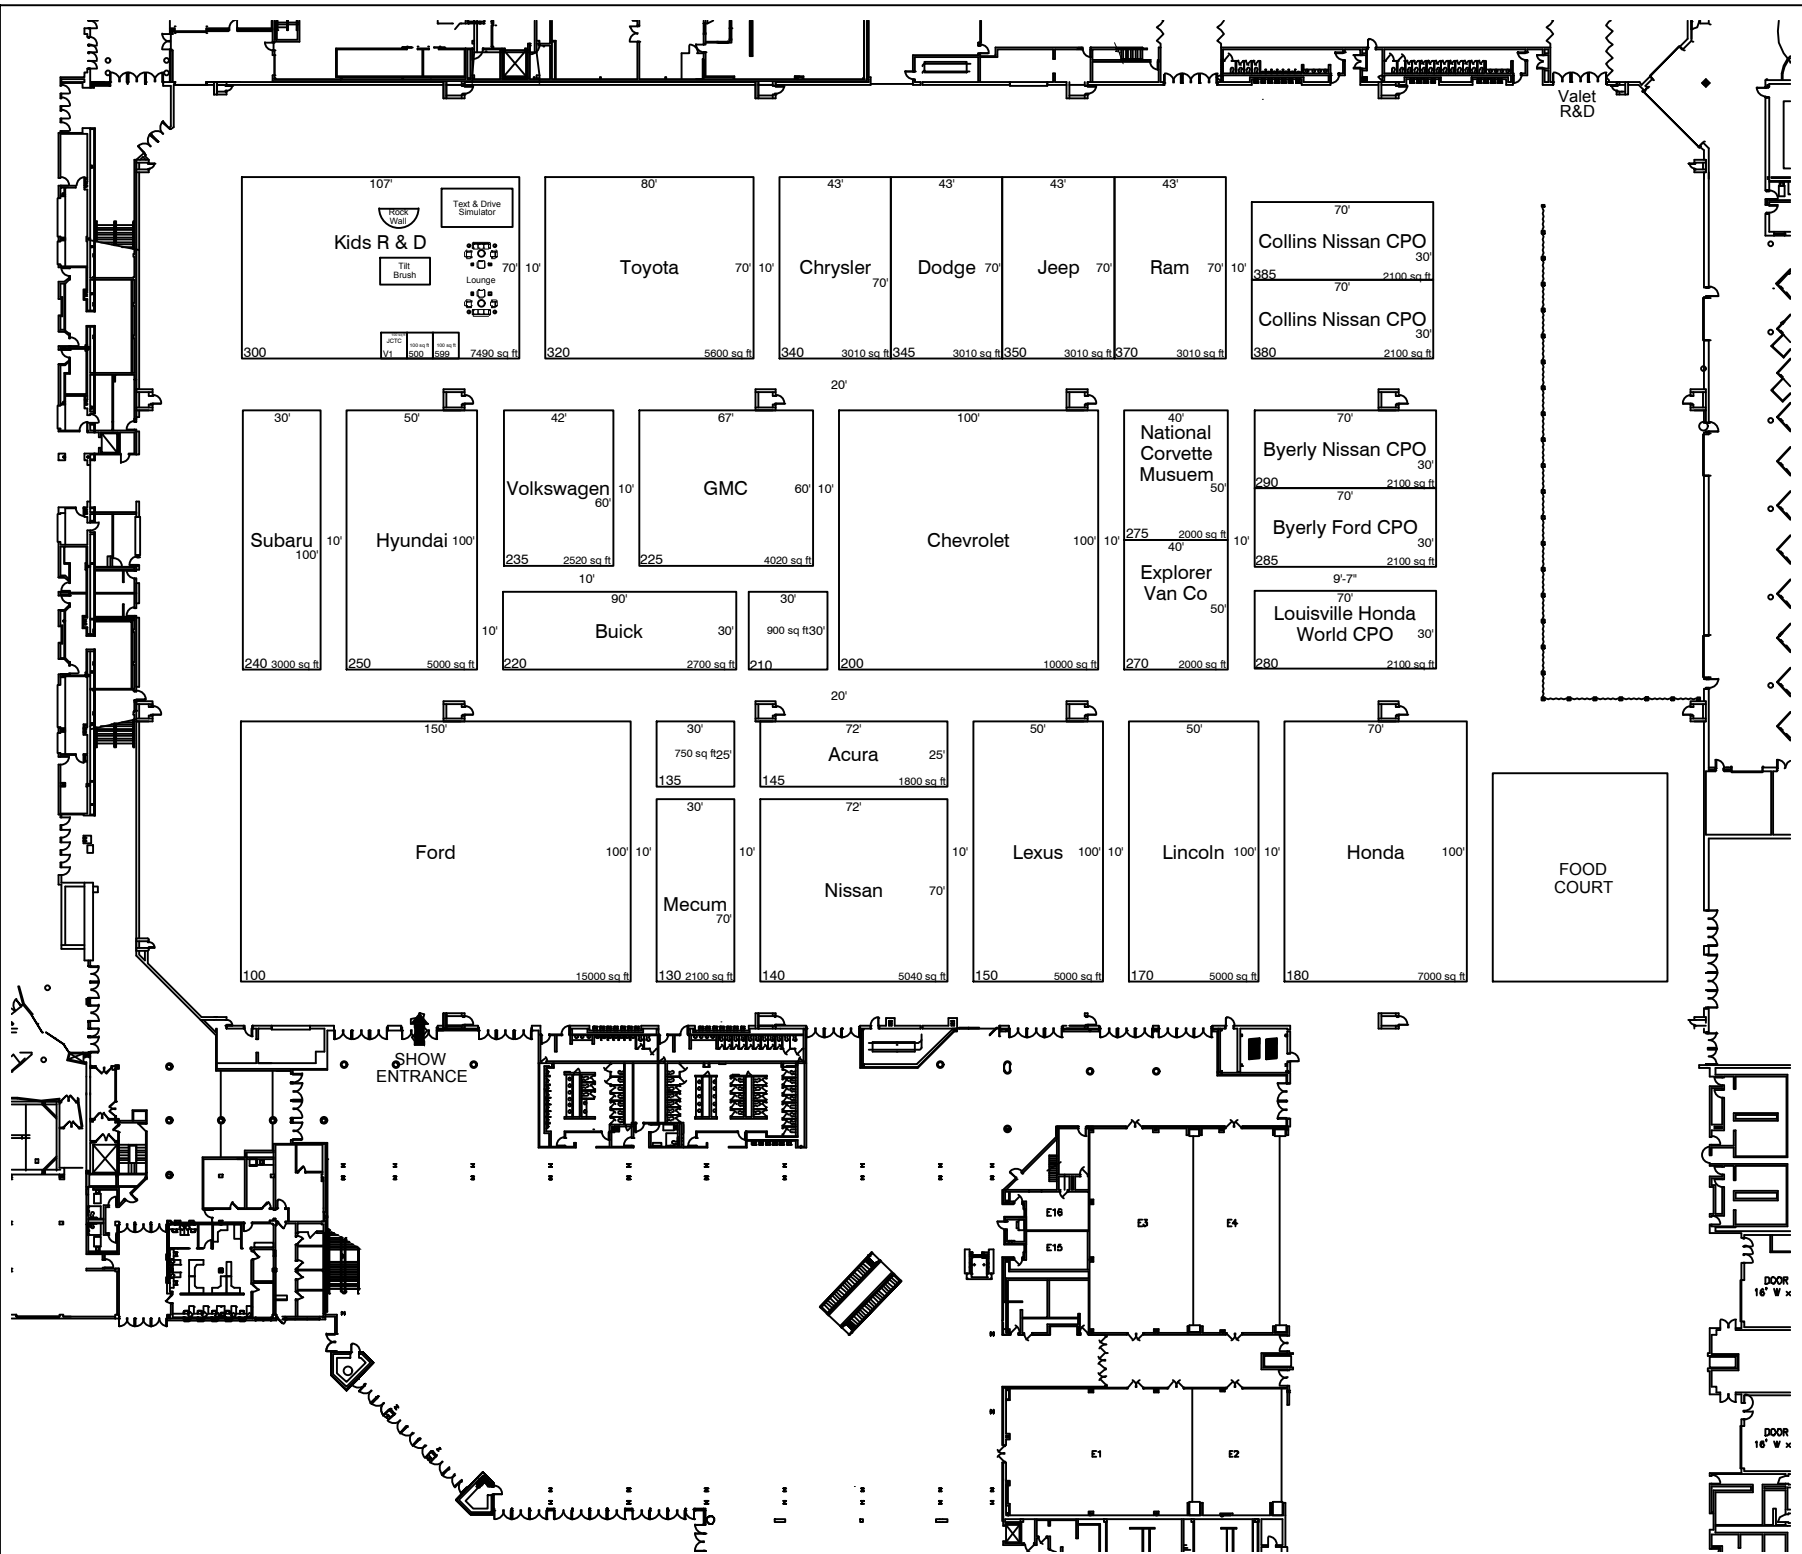 Valet
R&D
107'
Rock
Wall
Text & Drive
Simulator
Kids R & D
Tilt
Brush
Lounge
70'
10'
JCTC
V1
100 sq ft
500
100 sq ft
599
300
7490 sq ft
80'
Toyota
70'
10'
320
5600 sq ft
43'
Chrysler
70'
340
3010 sq ft
43'
Dodge
70'
345
3010 sq ft
43'
Jeep
70'
350
3010 sq ft
43'
Ram
70'
10'
370
3010 sq ft
70'
Collins Nissan CPO
30'
385
2100 sq ft
70'
Collins Nissan CPO
30'
380
2100 sq ft
20'
30'
Subaru
100'
10'
240
3000 sq ft
50'
Hyundai
100'
10'
250
5000 sq ft
42'
Volkswagen
60'
10'
235
2520 sq ft
67'
GMC
60'
10'
225
4020 sq ft
10'
90'
Buick
30'
220
2700 sq ft
30'
900 sq ft
30'
210
100'
Chevrolet
100'
10'
200
10000 sq ft
40'
National
Corvette
Musuem
50'
275
2000 sq ft
40'
Explorer
Van Co
50'
270
2000 sq ft
10'
70'
Byerly Nissan CPO
30'
290
2100 sq ft
70'
Byerly Ford CPO
30'
285
2100 sq ft
9'-7"
70'
Louisville Honda
World CPO
30'
280
2100 sq ft
20'
150'
Ford
100'
10'
100
15000 sq ft
30'
750 sq ft
25'
135
30'
Mecum
70'
10'
130
2100 sq ft
72'
Acura
25'
145
1800 sq ft
72'
Nissan
70'
10'
140
5040 sq ft
50'
Lexus
100'
10'
150
5000 sq ft
50'
Lincoln
100'
10'
170
5000 sq ft
70'
Honda
100'
180
7000 sq ft
FOOD
COURT
SHOW
ENTRANCE
E16
E15
E3
E4
E1
E2
DOOR
16' W x
DOOR
16' W x